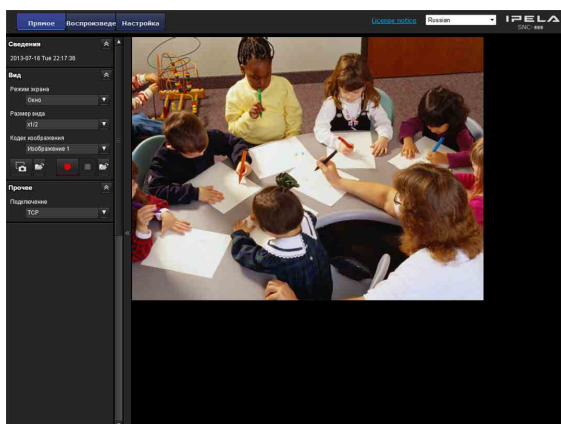 Прямое Воспроизведе Настройка License notice Russian IPELA
SNC-###
Сведения
2013-07-16 Tue 22:17:38
Вид
Режим экрана
Окно
Размер вида
x1/2
Кодек изображения
Изображение 1
Прочее
Подключение
TCP